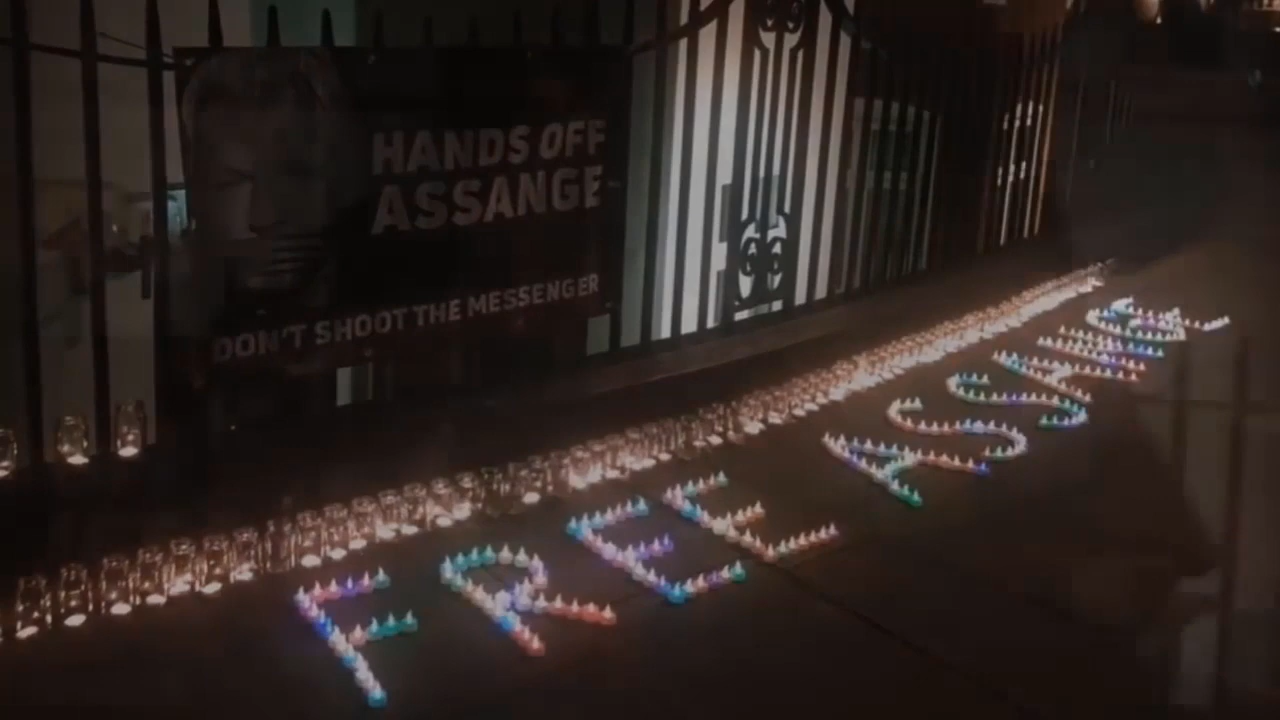 HANDS OFF
ASSANGE
DON'T SHOOT THE MESSENGER
FREE ASSANGE